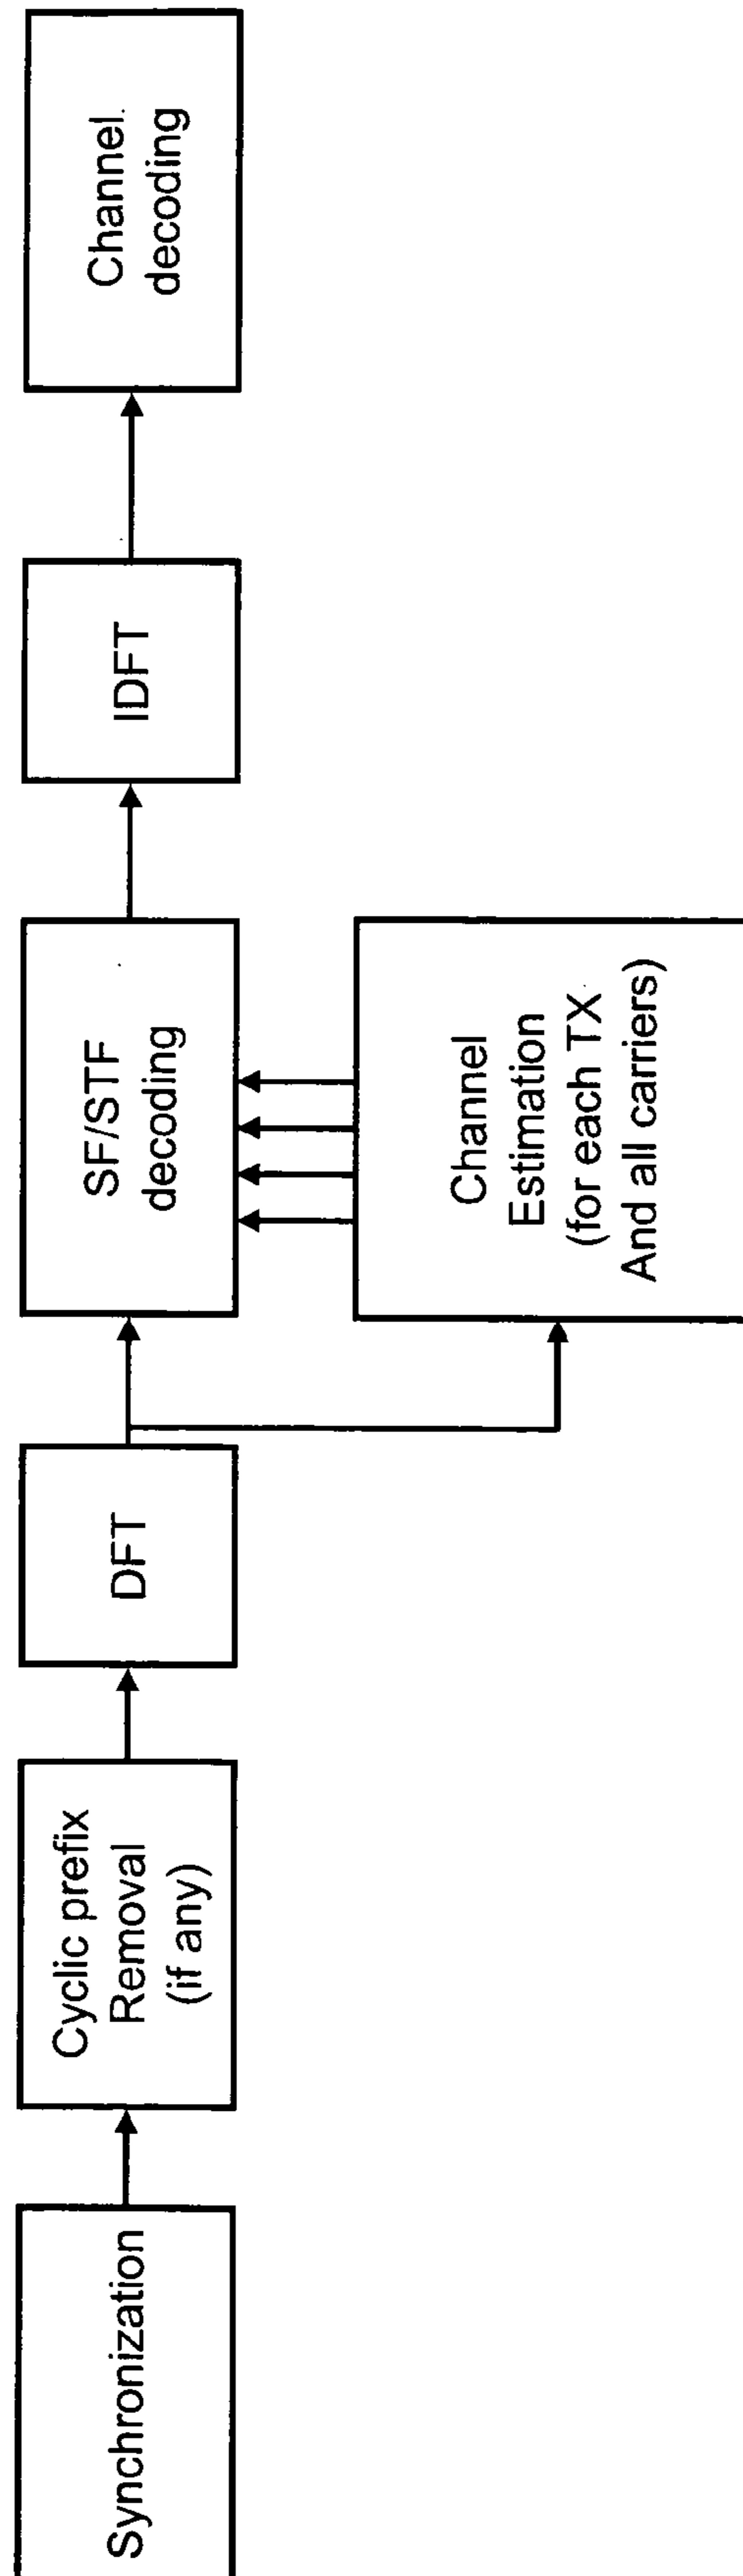 Synchronization
Cyclic prefix
Removal
(if any)
DFT
SF/STF
decoding
Channel
Estimation
(for each TX
And all carriers)
IDFT
Channel.
decoding